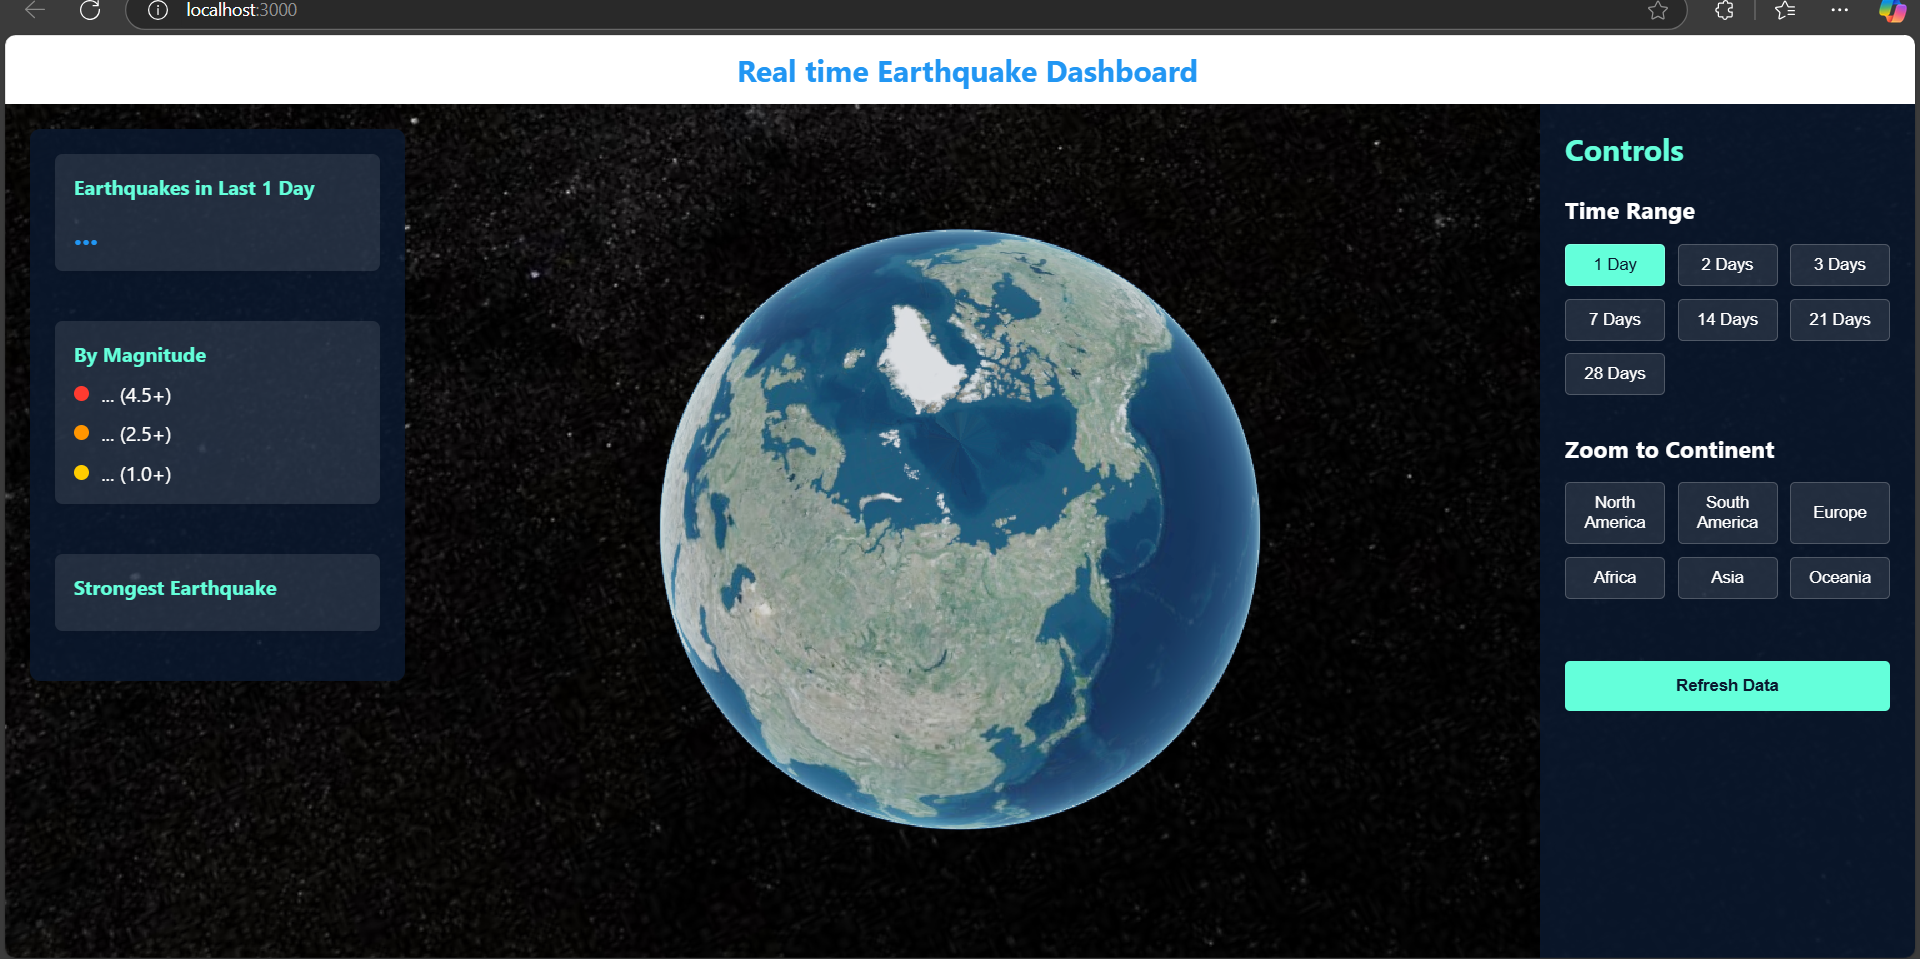 localhost:3000
Real time Earthquake Dashboard
Earthquakes in Last 1 Day
...
By Magnitude
... (4.5+)
... (2.5+)
... (1.0+)
Strongest Earthquake
Controls
Time Range
1 Day
2 Days
3 Days
7 Days
14 Days
21 Days
28 Days
Zoom to Continent
North
America
South
America
Europe
Africa
Asia
Oceania
Refresh Data